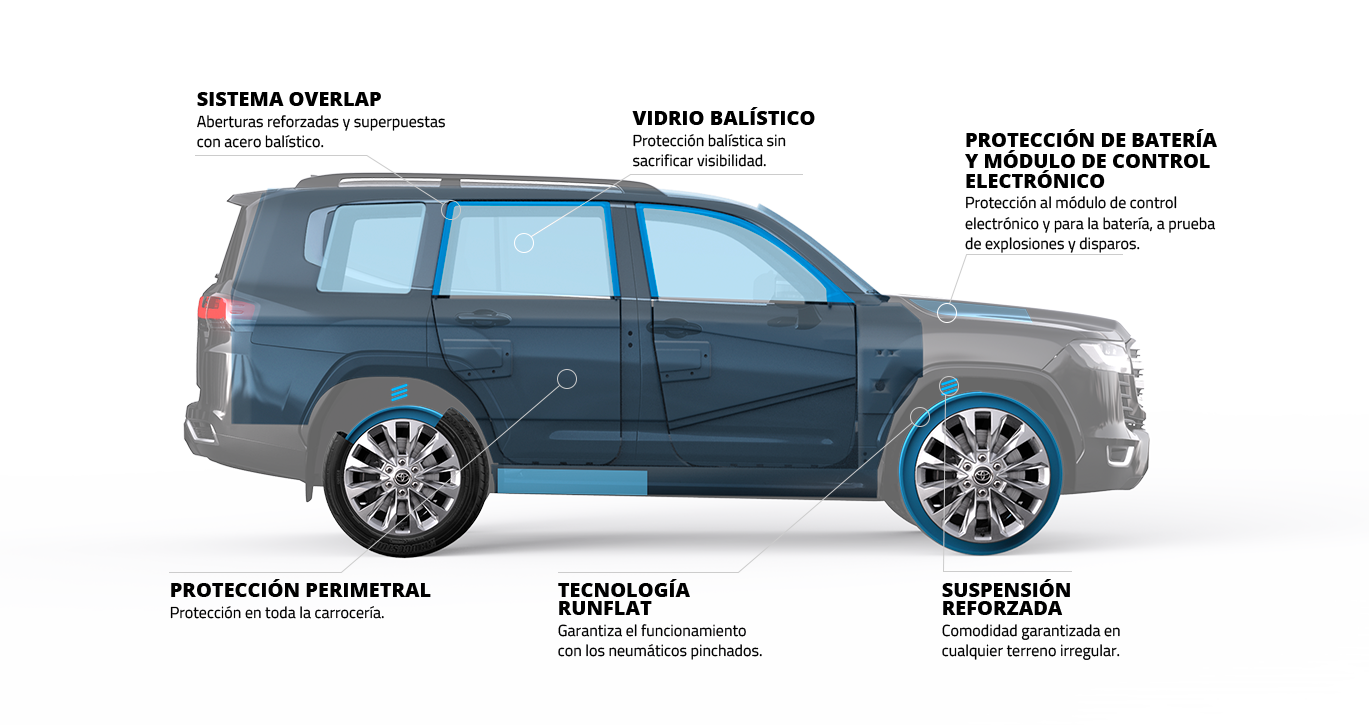 SISTEMA OVERLAP
Aberturas reforzadas y superpuestas
con acero balístico.
VIDRIO BALÍSTICO
Protección balística sin
sacrificar visibilidad.
PROTECCIÓN DE BATERÍA
Y MÓDULO DE CONTROL
ELECTRÓNICO
Protección al módulo de control
electrónico y para la batería, a prueba
de explosiones y disparos.
PROTECCIÓN PERIMETRAL
Protección en toda la carrocería.
TECNOLOGÍA
RUNFLAT
Garantiza el funcionamiento
con los neumáticos pinchados.
SUSPENSIÓN
REFORZADA
Comodidad garantizada en
cualquier terreno irregular.